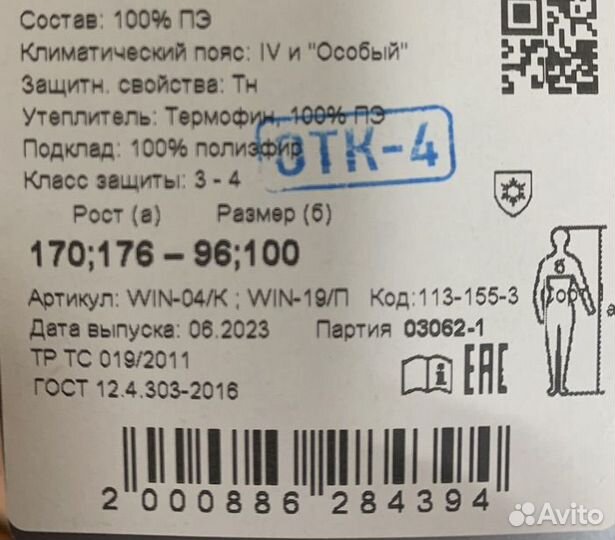 Состав: 100% ПЭ
Климатический пояс: IV и "Особый"
Защитн. свойства: Тн
Утеплитель: Термофин, 100% ПЭ
Подклад: 100% полиэфир
ОТК-4
Класс защиты: 3 - 4
Рост (а) Размер (б)
170;176 – 96;100
Артикул: WIN-04/К ; WIN-19/П Код:113-155-3
Дата выпуска: 06.2023 Партия 03062-1
ТР ТС 019/2011
ГОСТ 12.4.303-2016
EAC
б
а
2 000886 284394
Avito